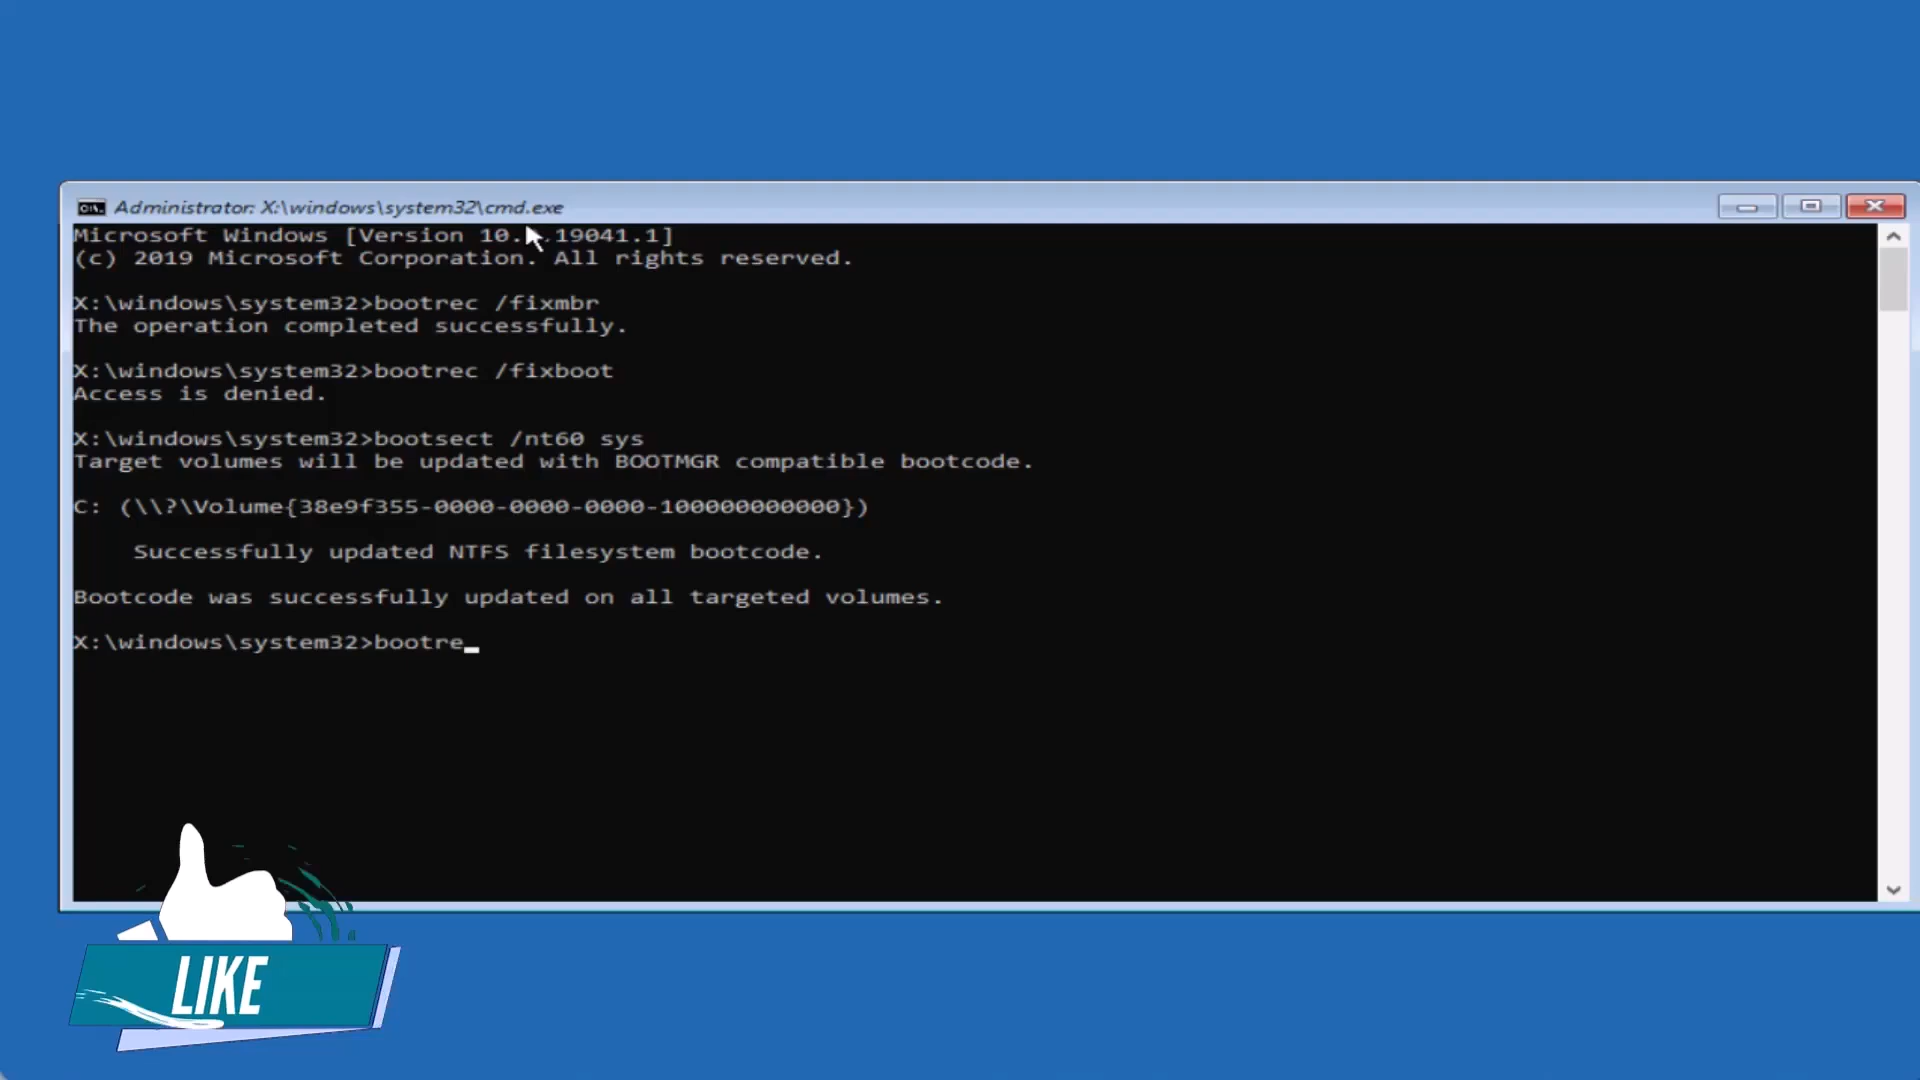 Administrator: X:\windows\system32\cmd.exe
Microsoft Windows [Version 10. .19041.1]
(c) 2019 Microsoft Corporation. All rights reserved.
X:\windows\system32>bootrec /fixmbr
The operation completed successfully.
X:\windows\system32>bootrec /fixboot
Access is denied.
X:\windows\system32>bootsect /nt60 sys
Target volumes will be updated with BOOTMGR compatible bootcode.
C: (\\?\Volume{38e9f355-0000-0000-0000-100000000000})
Successfully updated NTFS filesystem bootcode.
Bootcode was successfully updated on all targeted volumes.
X:\windows\system32>bootre_
LIKE